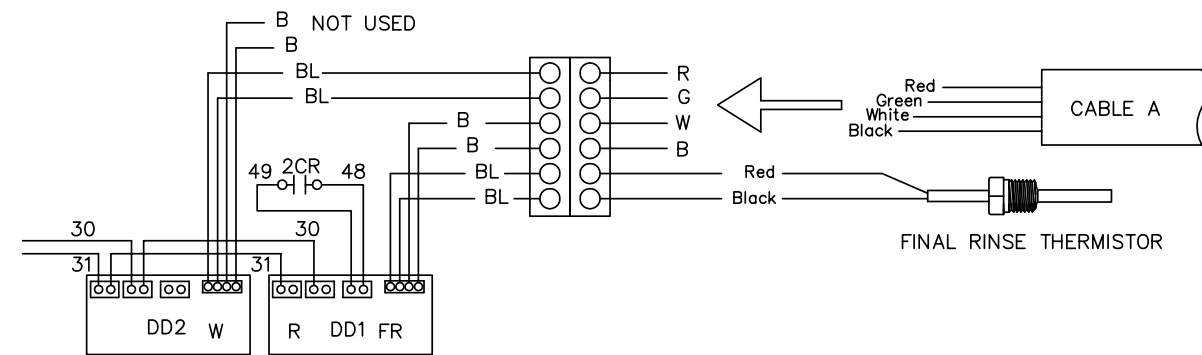 B NOT USED
B
BL R
BL G
B W
B B
BL Red
BL Black
Red
Green
White
Black
CABLE A
49 2CR 48
FINAL RINSE THERMISTOR
30 30
31 31
DD2 W R DD1 FR